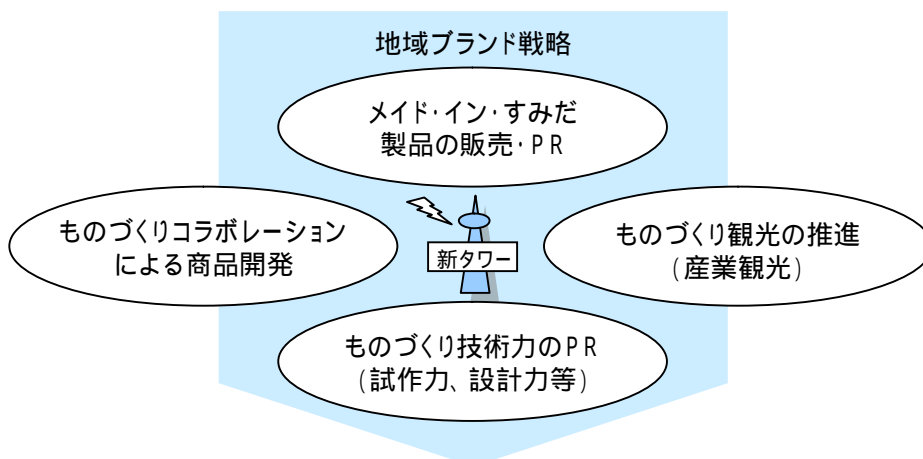 地域ブランド戦略
メイド・イン・すみだ
製品の販売・PR
ものづくりコラボレーション
による商品開発
新タワー
ものづくり観光の推進
(産業観光)
ものづくり技術力のPR
(試作力、設計力等)